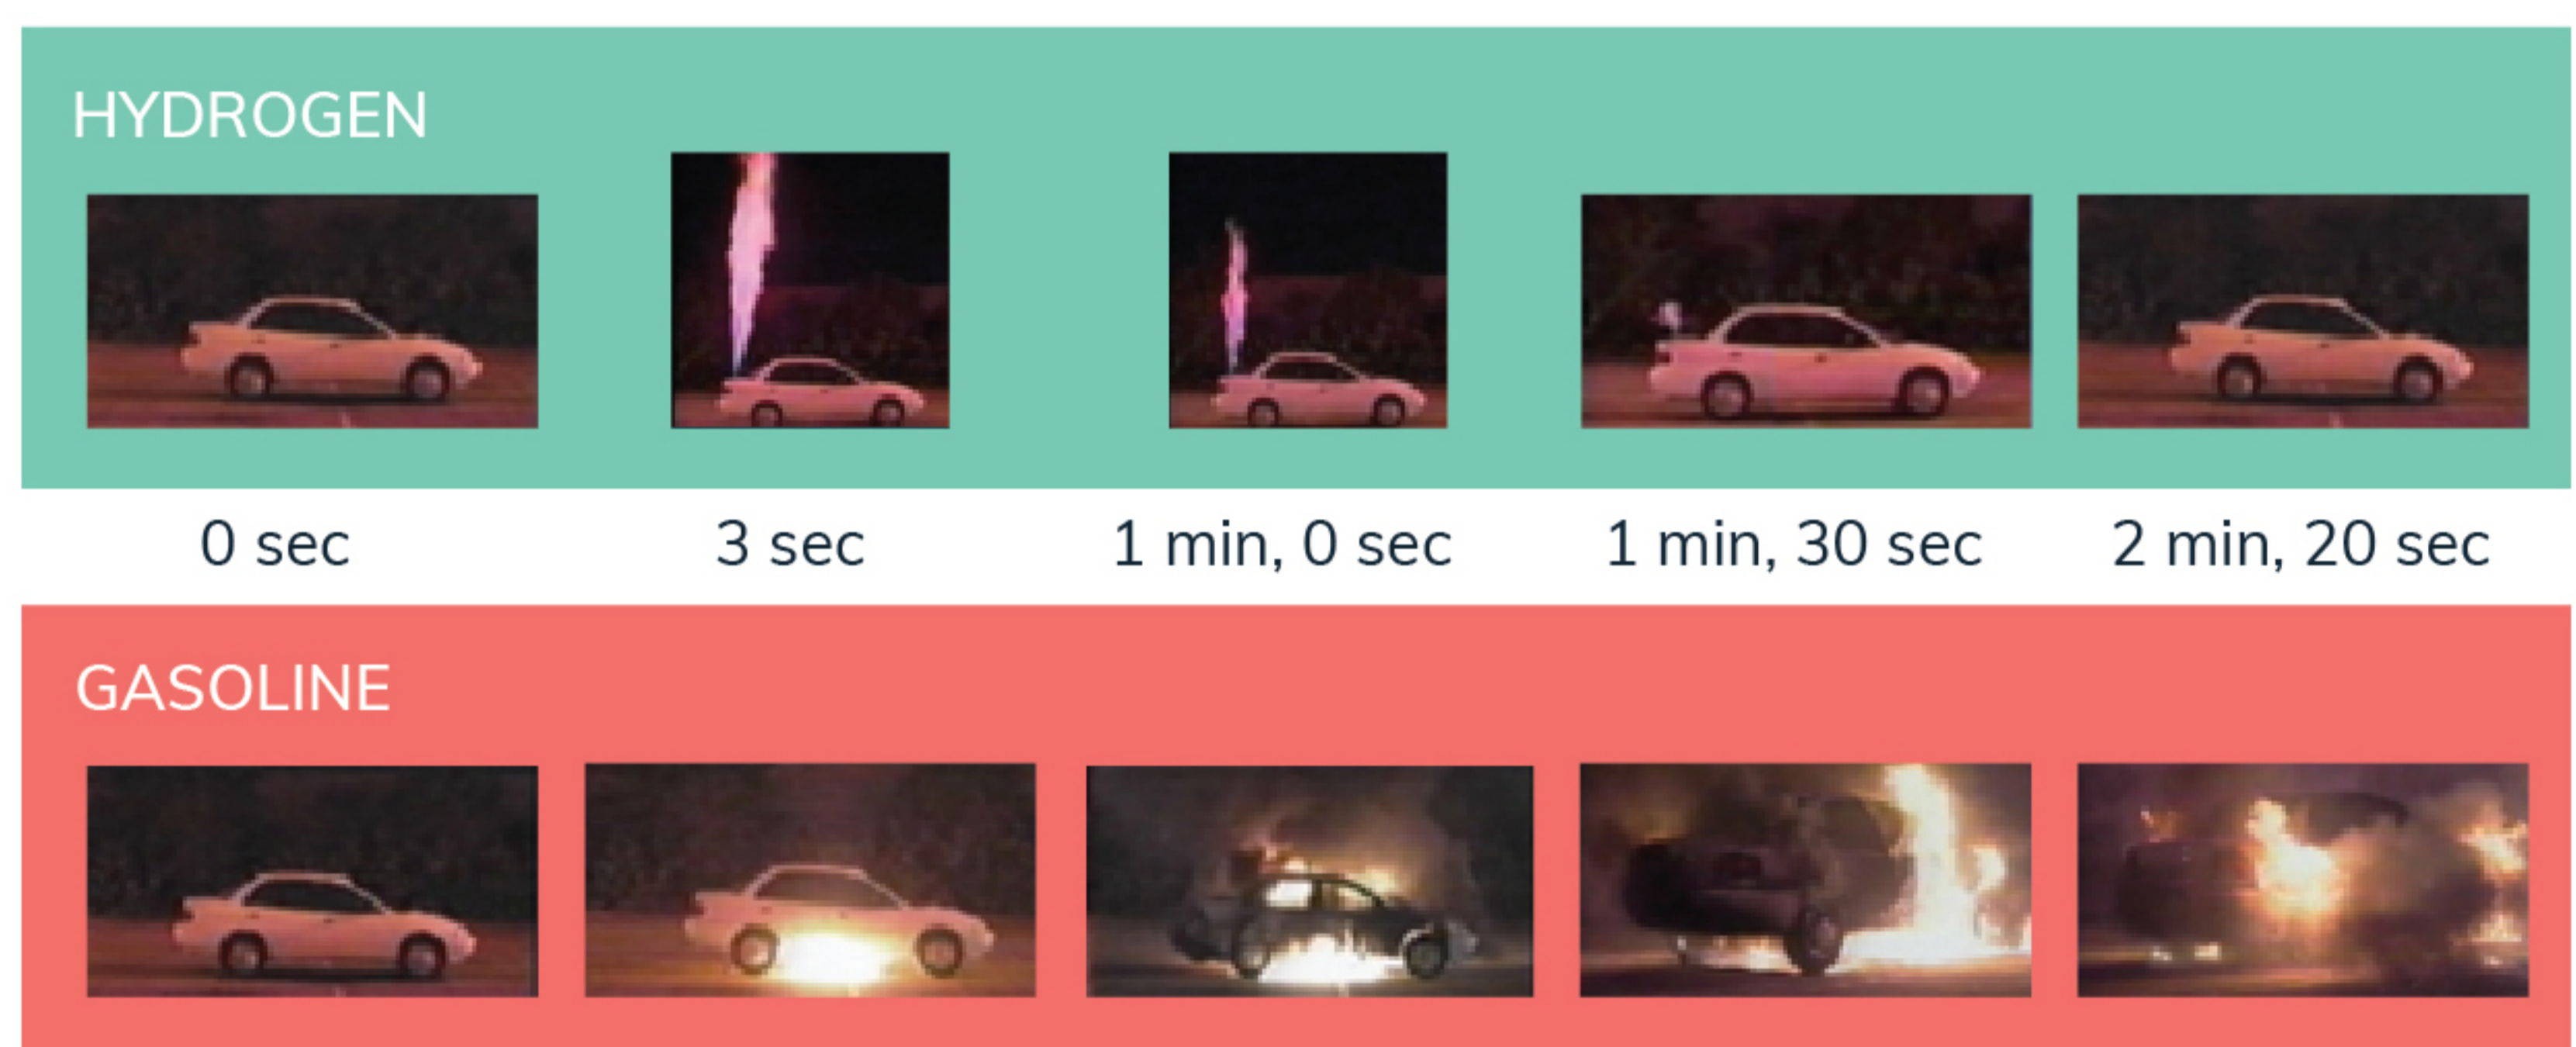 HYDROGEN
0 sec
3 sec
1 min, 0 sec
1 min, 30 sec
2 min, 20 sec
GASOLINE